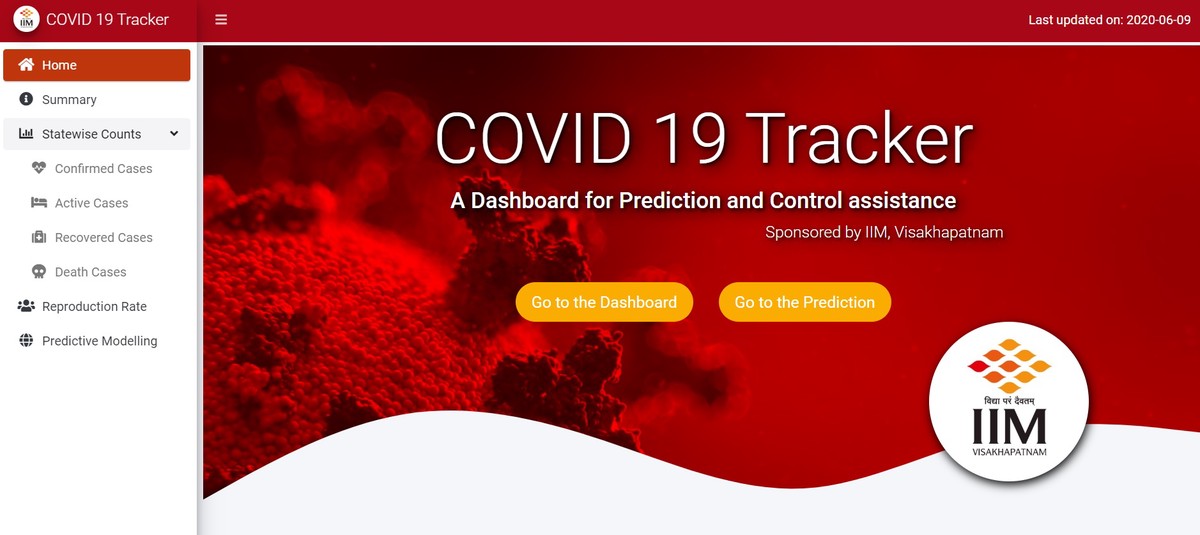 IIM
COVID 19 Tracker
Last updated on: 2020-06-09
Home
Summary
Statewise Counts
Confirmed Cases
Active Cases
Recovered Cases
Death Cases
Reproduction Rate
Predictive Modelling
COVID 19 Tracker
A Dashboard for Prediction and Control assistance
Sponsored by IIM, Visakhapatnam
Go to the Dashboard
Go to the Prediction
विद्या परं दैवतम्
IIM
VISAKHAPATNAM